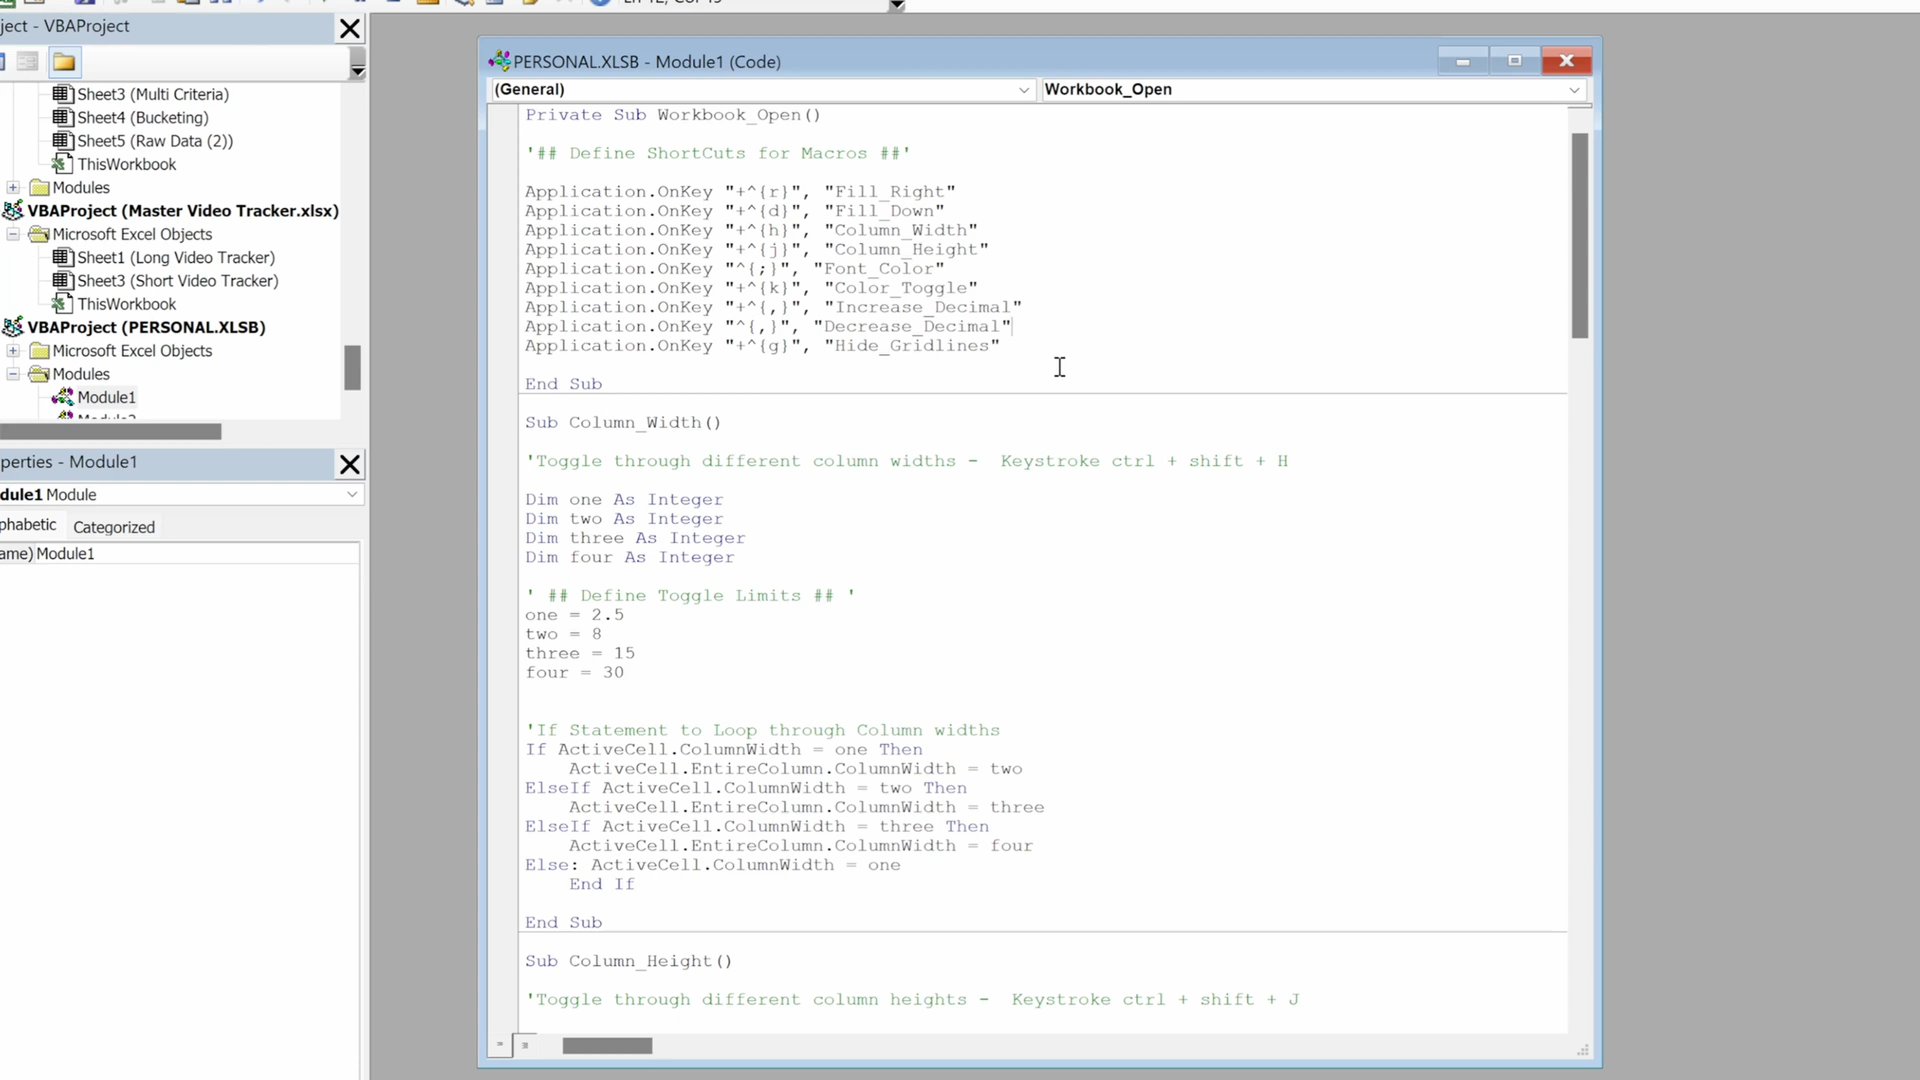 ject - VBAProject
Sheet3 (Multi Criteria)
Sheet4 (Bucketing)
Sheet5 (Raw Data (2))
ThisWorkbook
Modules
VBAProject (Master Video Tracker.xlsx)
Microsoft Excel Objects
Sheet1 (Long Video Tracker)
Sheet3 (Short Video Tracker)
ThisWorkbook
VBAProject (PERSONAL.XLSB)
Microsoft Excel Objects
Modules
Module1
perties - Module1
dule1 Module
phabetic Categorized
ame) Module1
PERSONAL.XLSB - Module1 (Code)
(General) Workbook_Open
Private Sub Workbook_Open()
'## Define ShortCuts for Macros ##'
Application.OnKey "+^{r}", "Fill_Right"
Application.OnKey "+^{d}", "Fill_Down"
Application.OnKey "+^{h}", "Column_Width"
Application.OnKey "+^{j}", "Column_Height"
Application.OnKey "^{;}", "Font_Color"
Application.OnKey "+^{k}", "Color_Toggle"
Application.OnKey "+^{,}", "Increase_Decimal"
Application.OnKey "^{,}", "Decrease_Decimal"
Application.OnKey "+^{g}", "Hide_Gridlines"
End Sub
Sub Column_Width()
'Toggle through different column widths -  Keystroke ctrl + shift + H
Dim one As Integer
Dim two As Integer
Dim three As Integer
Dim four As Integer
' ## Define Toggle Limits ## '
one = 2.5
two = 8
three = 15
four = 30
'If Statement to Loop through Column widths
If ActiveCell.ColumnWidth = one Then
    ActiveCell.EntireColumn.ColumnWidth = two
ElseIf ActiveCell.ColumnWidth = two Then
    ActiveCell.EntireColumn.ColumnWidth = three
ElseIf ActiveCell.ColumnWidth = three Then
    ActiveCell.EntireColumn.ColumnWidth = four
Else: ActiveCell.ColumnWidth = one
    End If
End Sub
Sub Column_Height()
'Toggle through different column heights -  Keystroke ctrl + shift + J